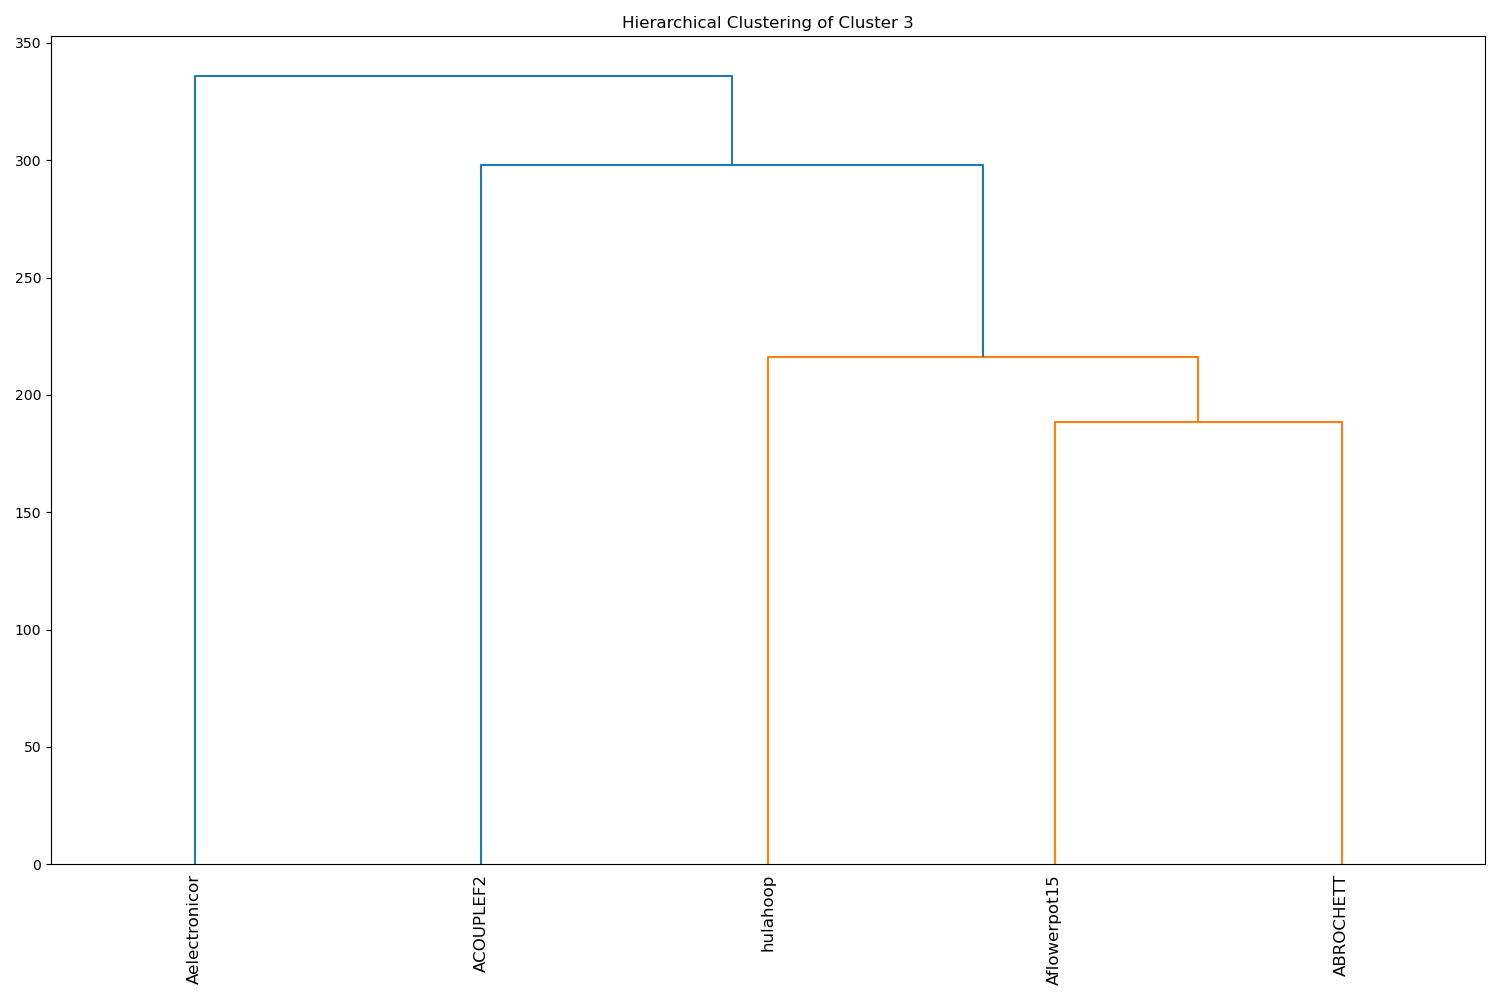 Hierarchical Clustering of Cluster 3
350
300
250
200
150
100
50
0
Aelectronicor
ACOUPLEF2
hulahoop
Aflowerpot15
ABROCHETT